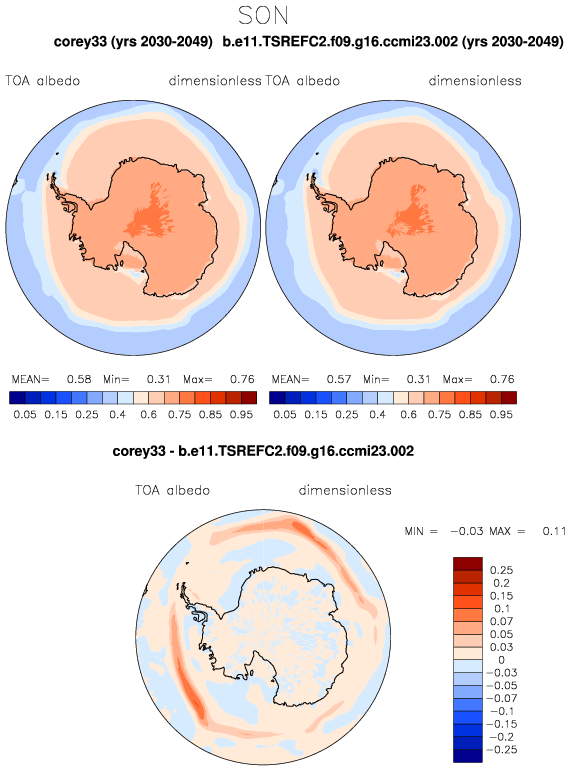 SON
corey33 (yrs 2030-2049) b.e11.TSREFC2.f09.g16.ccmi23.002 (yrs 2030-2049)
TOA albedo dimensionless TOA albedo dimensionless
MEAN= 0.58 Min= 0.31 Max= 0.76 MEAN= 0.57 Min= 0.31 Max= 0.76
0.05 0.15 0.25 0.4 0.6 0.75 0.85 0.95 0.05 0.15 0.25 0.4 0.6 0.75 0.85 0.95
corey33 - b.e11.TSREFC2.f09.g16.ccmi23.002
TOA albedo dimensionless
MIN = -0.03 MAX = 0.11
0.25
0.2
0.15
0.1
0.07
0.05
0.03
0
-0.03
-0.05
-0.07
-0.1
-0.15
-0.2
-0.25